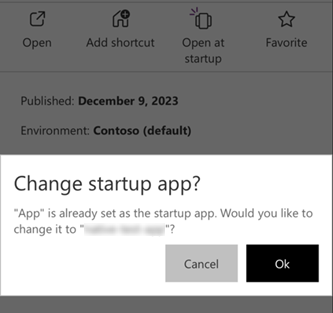 Open
Add shortcut
Open at
startup
Favorite
Published: December 9, 2023
Environment: Contoso (default)
Change startup app?
"App" is already set as the startup app. Would you like to
change it to "
"?
Cancel
Ok